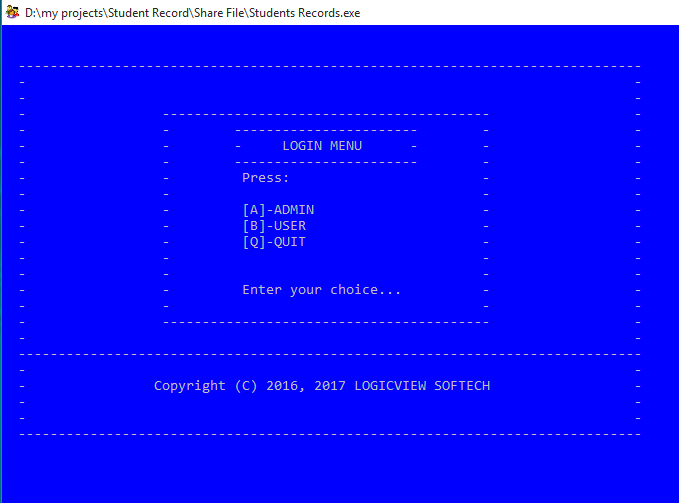 D:\my projects\Student Record\Share File\Students Records.exe
LOGIN MENU
Press:
[A]-ADMIN
[B]-USER
[Q]-QUIT
Enter your choice...
Copyright (C) 2016, 2017 LOGICVIEW SOFTECH